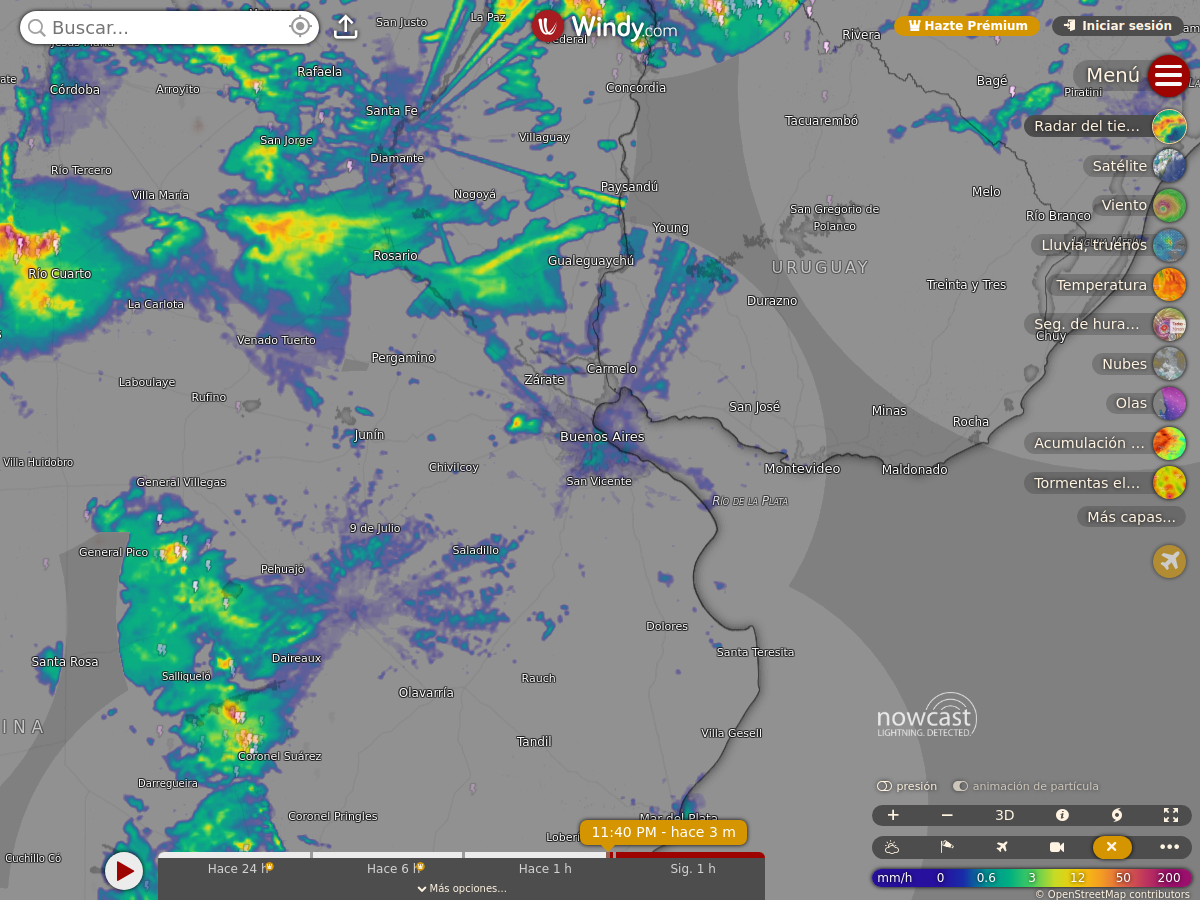 Buscar...
San Justo
La Paz
Federal
Windy.com
Hazte Prémium
Iniciar sesión
Rivera
Menú
Rafaela
Córdoba
Arroyito
Concordia
Bagé
Piratini
Santa Fe
Tacuarembó
Radar del tie...
San Jorge
Villaguay
Diamante
Río Tercero
Satélite
Villa María
Nogoyá
Paysandú
Melo
Viento
San Gregorio de
Polanco
Río Branco
Young
Lluvia, truenos
Rosario
Gualeguaychú
URUGUAY
Río Cuarto
Treinta y Tres
Temperatura
La Carlota
Durazno
Seg. de hura...
Chuy
Venado Tuerto
Pergamino
Nubes
Carmelo
Zárate
Laboulaye
Rufino
Olas
San José
Minas
Rocha
Junín
Buenos Aires
Acumulación ...
Villa Huidobro
Chivilcoy
Montevideo
Maldonado
General Villegas
San Vicente
Tormentas el...
Río de la Plata
Más capas...
9 de Julio
General Pico
Saladillo
Pehuajó
Dolores
Santa Rosa
Daireaux
Santa Teresita
Salliqueló
Rauch
Olavarría
INA
Tandil
Villa Gesell
nowcast
LIGHTNING. DETECTED.
Coronel Suárez
Darregueira
presión
animación de partícula
Coronel Pringles
Mar del Plata
3D
11:40 PM - hace 3 m
Cuchillo Có
Hace 24 h
Hace 6 h
Hace 1 h
Sig. 1 h
Más opciones...
mm/h 0 0.6 3 12 50 200
© OpenStreetMap contributors